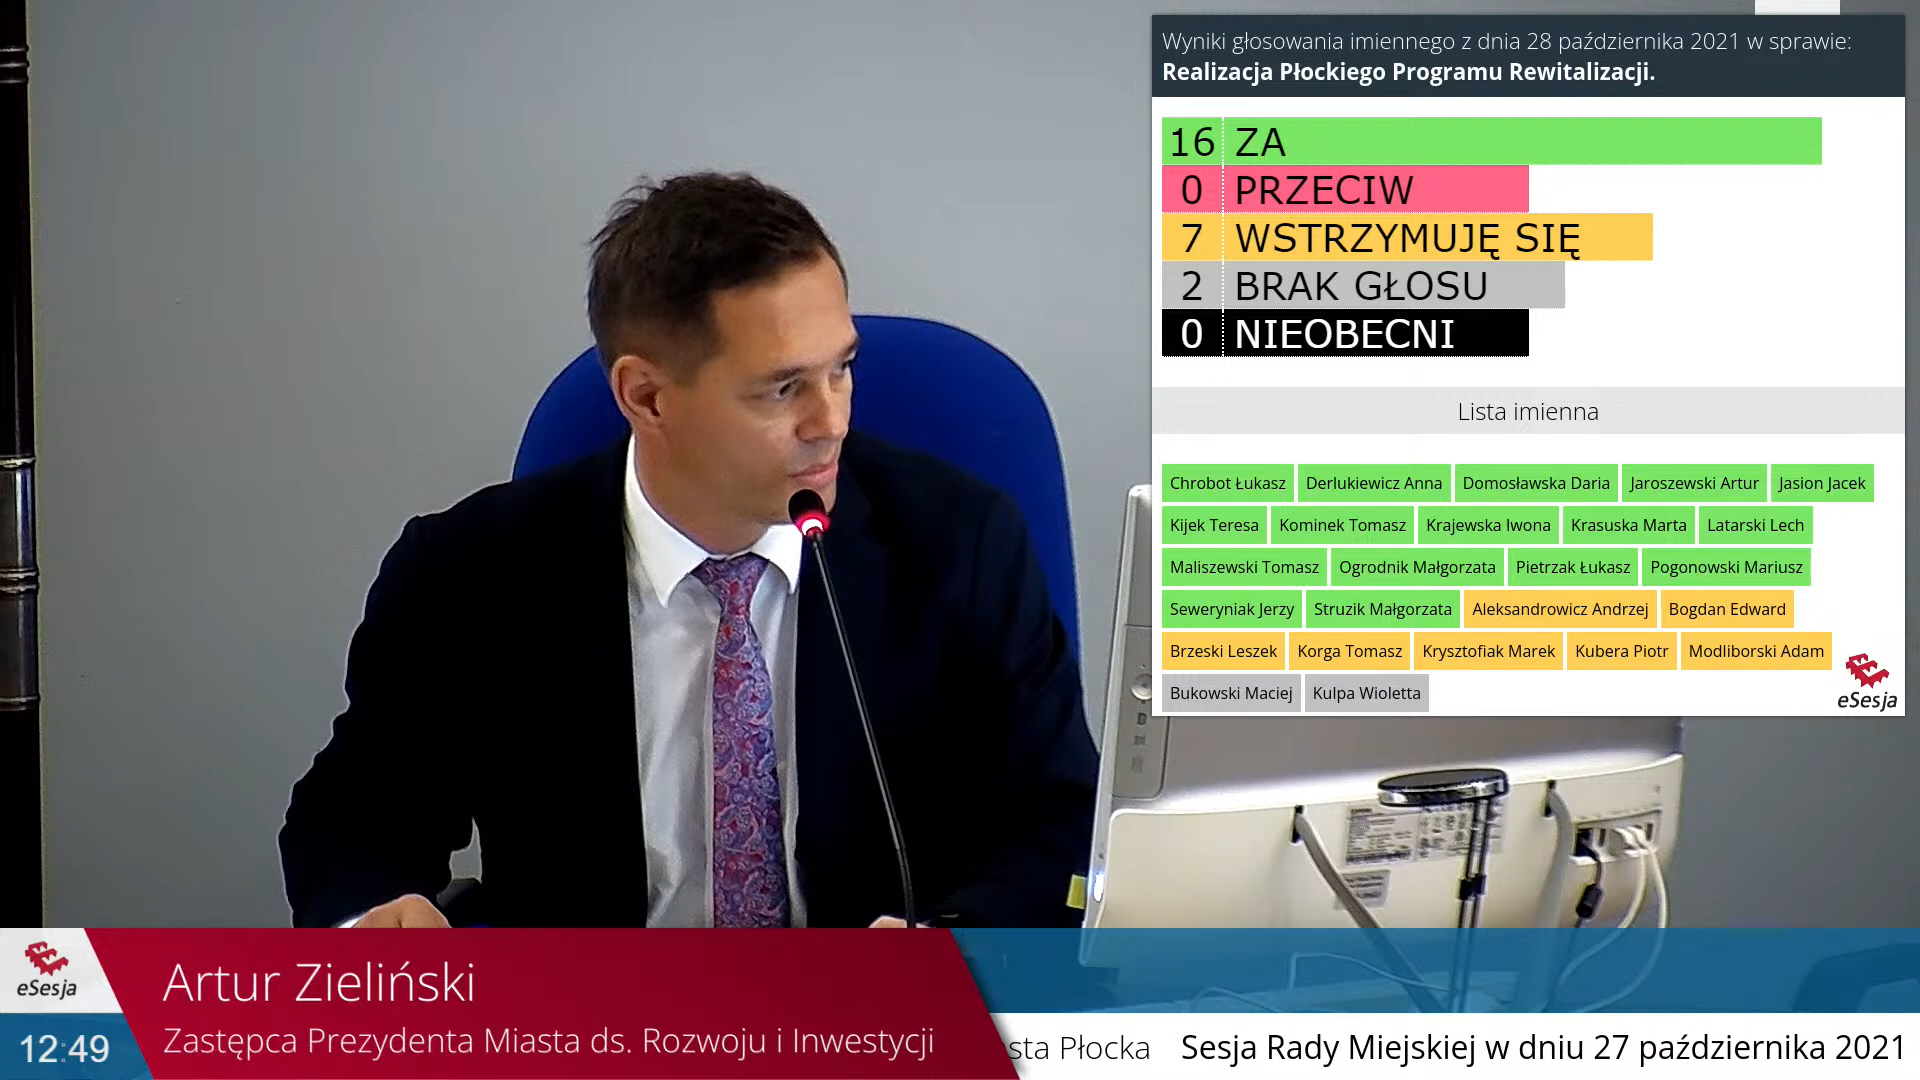 Wyniki głosowania imiennego z dnia 28 października 2021 w sprawie:
Realizacja Płockiego Programu Rewitalizacji.
16 ZA
0 PRZECIW
7 WSTRZYMUJĘ SIĘ
2 BRAK GŁOSU
0 NIEOBECNI
Lista imienna
Chrobot Łukasz Derlukiewicz Anna Domosławska Daria Jaroszewski Artur Jasion Jacek
Kijek Teresa Kominek Tomasz Krajewska Iwona Krasuska Marta Latarski Lech
Maliszewski Tomasz Ogrodnik Małgorzata Pietrzak Łukasz Pogonowski Mariusz
Seweryniak Jerzy Struzik Małgorzata Aleksandrowicz Andrzej Bogdan Edward
Brzeski Leszek Korga Tomasz Krysztofiak Marek Kubera Piotr Modliborski Adam
Bukowski Maciej Kulpa Wioletta
eSesja
eSesja
Artur Zieliński
Zastępca Prezydenta Miasta ds. Rozwoju i Inwestycji
12:49
sta Płocka Sesja Rady Miejskiej w dniu 27 października 2021